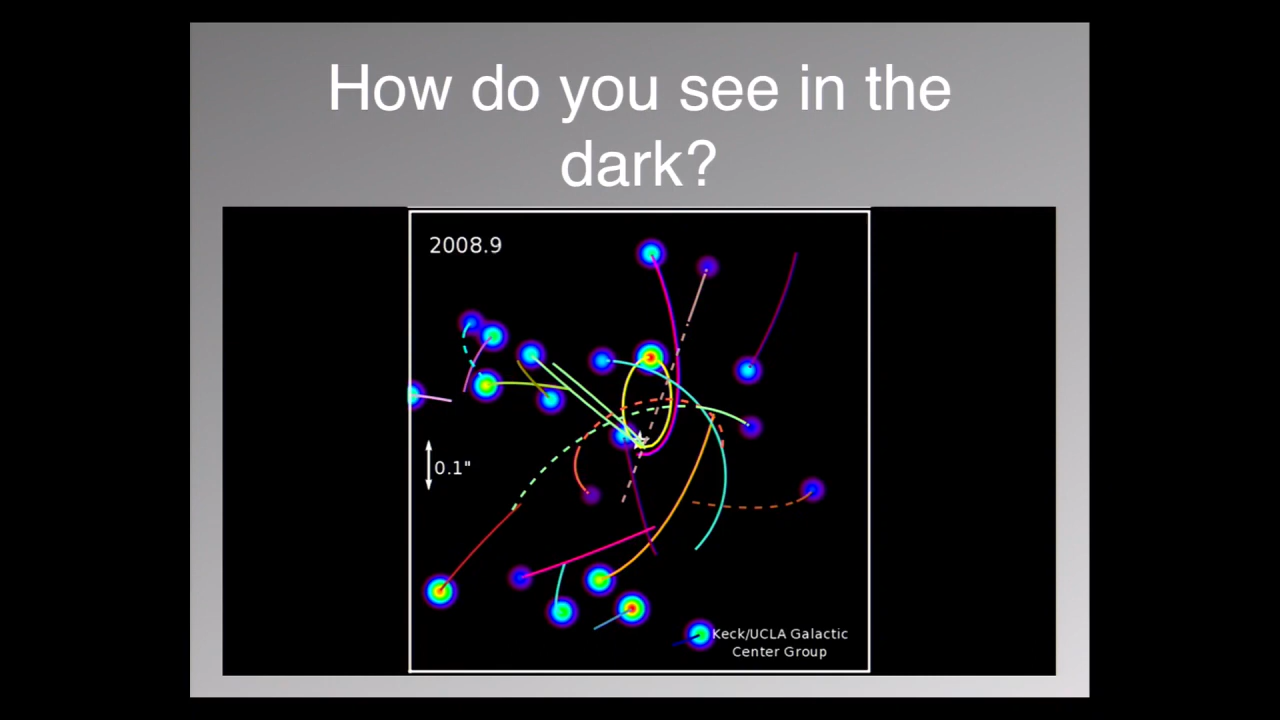 How do you see in the
dark?
2008.9
0.1"
Keck/UCLA Galactic
Center Group